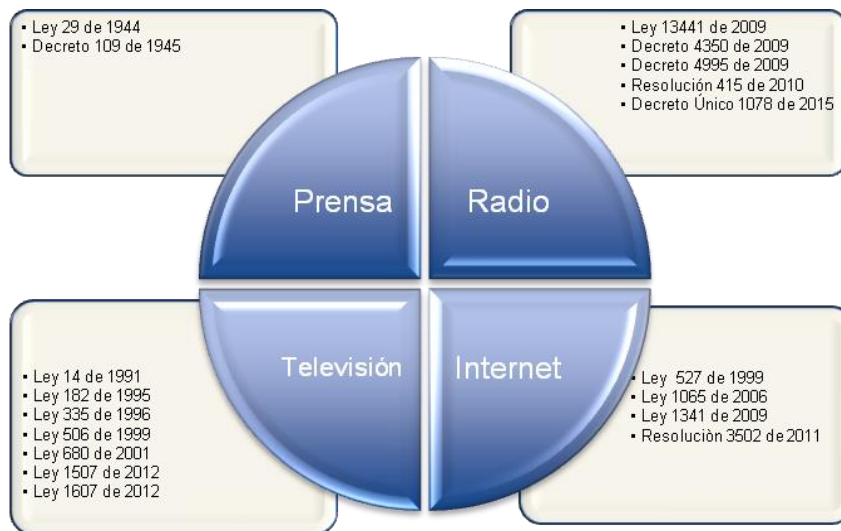 ▪ Ley 29 de 1944
▪ Decreto 109 de 1945
▪ Ley 13441 de 2009
▪ Decreto 4350 de 2009
▪ Decreto 4995 de 2009
▪ Resolución 415 de 2010
▪ Decreto Único 1078 de 2015
Prensa
Radio
Televisión
Internet
▪ Ley 14 de 1991
▪ Ley 182 de 1995
▪ Ley 335 de 1996
▪ Ley 506 de 1999
▪ Ley 680 de 2001
▪ Ley 1507 de 2012
▪ Ley 1607 de 2012
▪ Ley 527 de 1999
▪ Ley 1065 de 2006
▪ Ley 1341 de 2009
▪ Resoluciòn 3502 de 2011